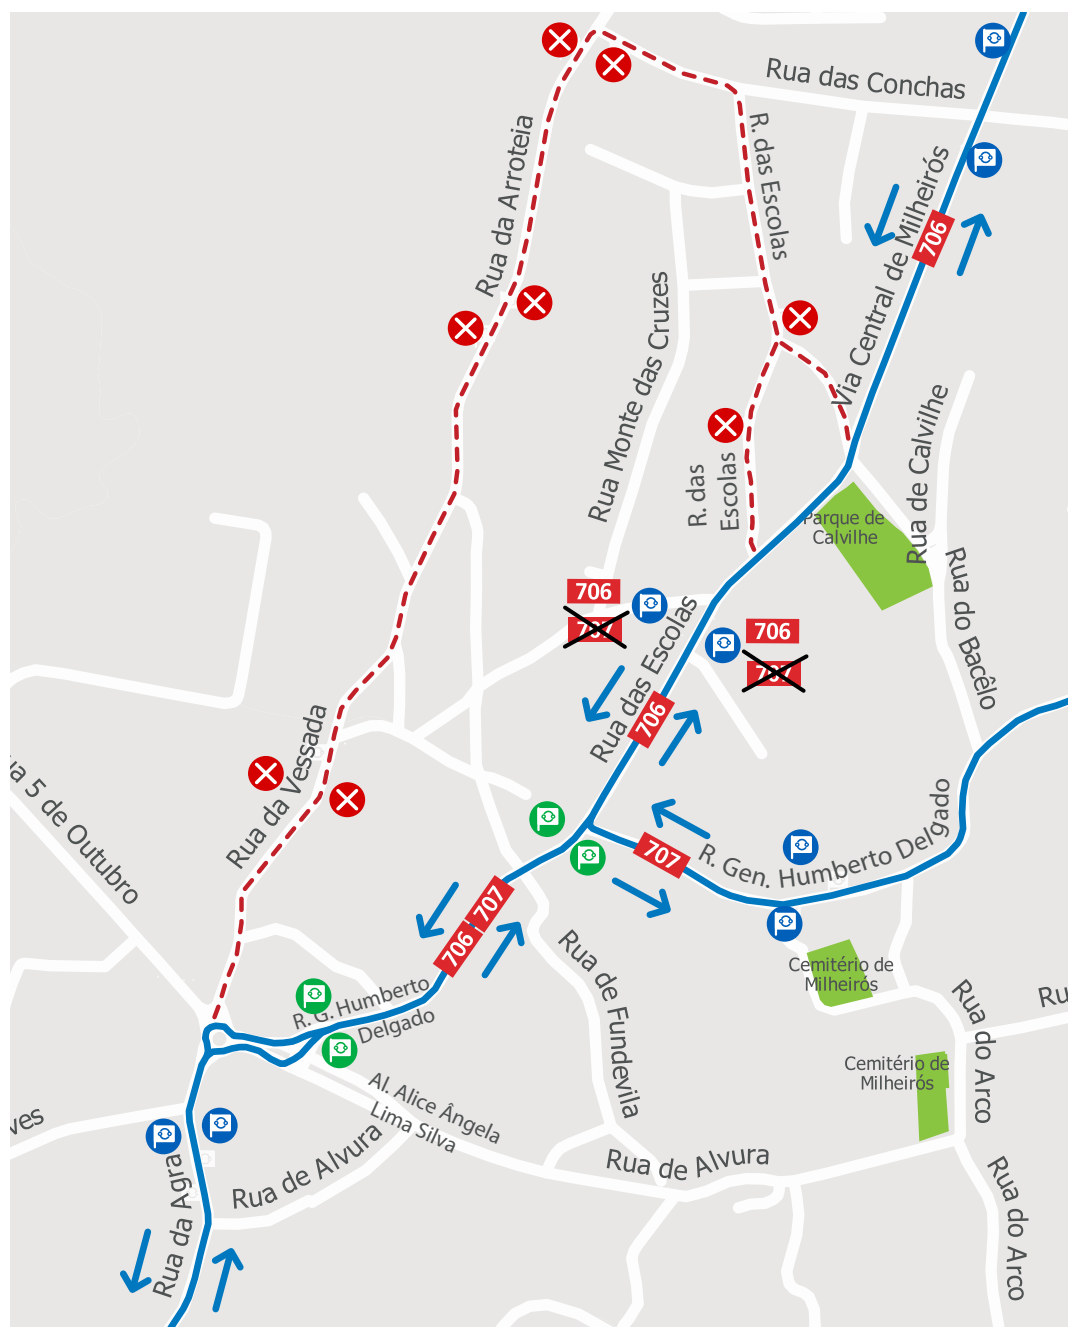 Rua das Conchas
R. das Escolas
Rua da Arroteia
Via Central de Milheirós
706
Rua Monte das Cruzes
Rua de Calvilhe
R. das
Escolas
Parque de
Calvilhe
Rua do Bacêlo
706
707
706
707
Rua das Escolas
706
Rua da Vessada
ua 5 de Outubro
707
R. Gen. Humberto Delgado
706 707
Rua de Fundevila
Cemitério de
Milheirós
R. G. Humberto
Delgado
Rua do Arco
Ru
Cemitério de
Milheirós
Al. Alice Ângela
Lima Silva
ves
Rua de Alvura
Rua de Alvura
Rua da Agra
Rua do Arco